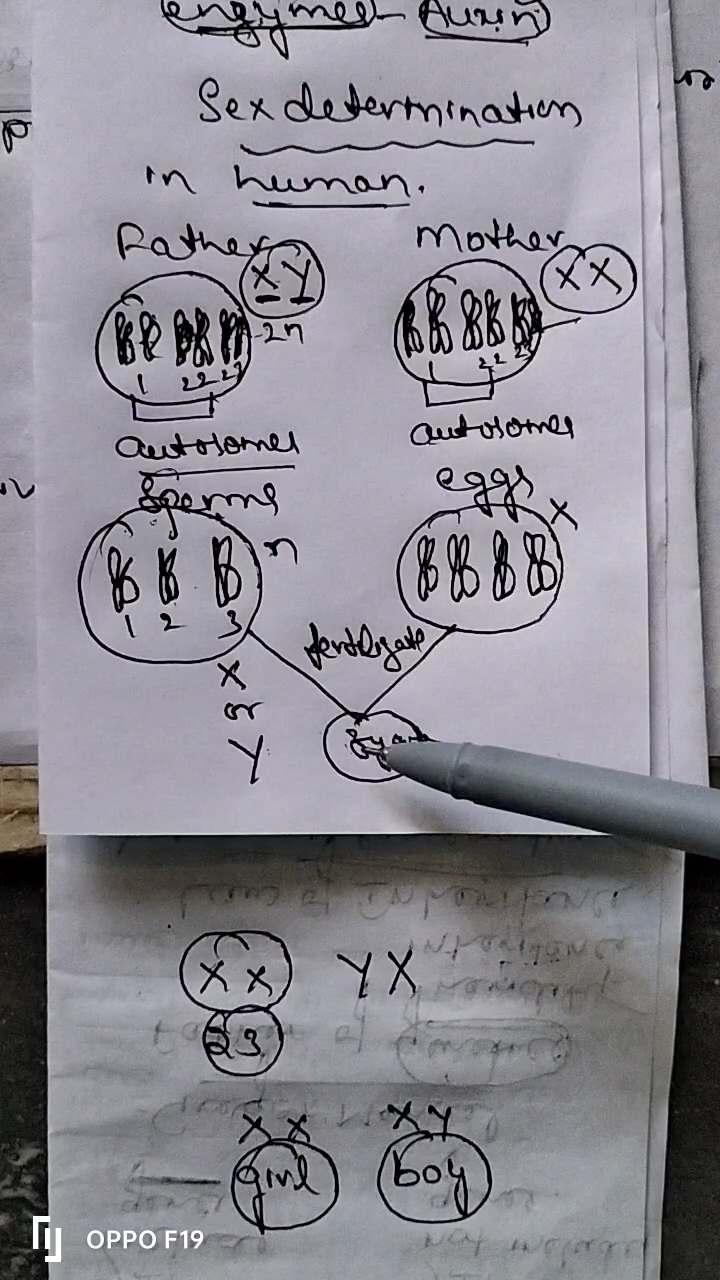 enzymes - Auxin
Sex determination
in human.
Father XY
Mother XX
2n
1 22 23
1 22 23
autosomes
autosomes
sperms
eggs
n
X
1 2 3
fertilizate
X
or
Y
XX YX
23
XX XY
girl boy
OPPO F19